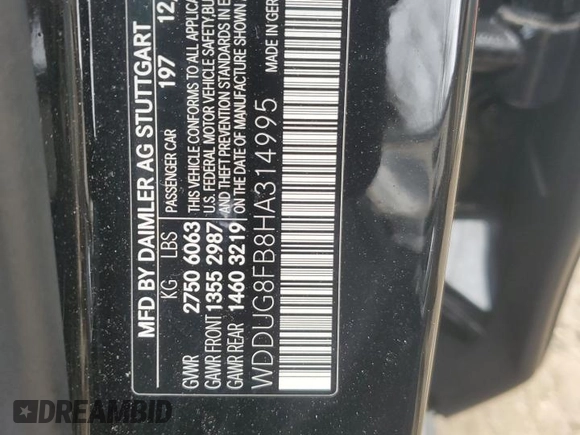 MFD BY DAIMLER AG STUTTGART
KG LBS PASSENGER CAR 197 12
GVWR 2750 6063 THIS VEHICLE CONFORMS TO ALL APPLICA
GAWR FRONT 1355 2987 U.S. FEDERAL MOTOR VEHICLE SAFETY, BU
GAWR REAR 1460 3219 AND THEFT PREVENTION STANDARDS IN E
ON THE DATE OF MANUFACTURE SHOWN
WDDUG8FB8HA314995 MADE IN GER
DREAMBID